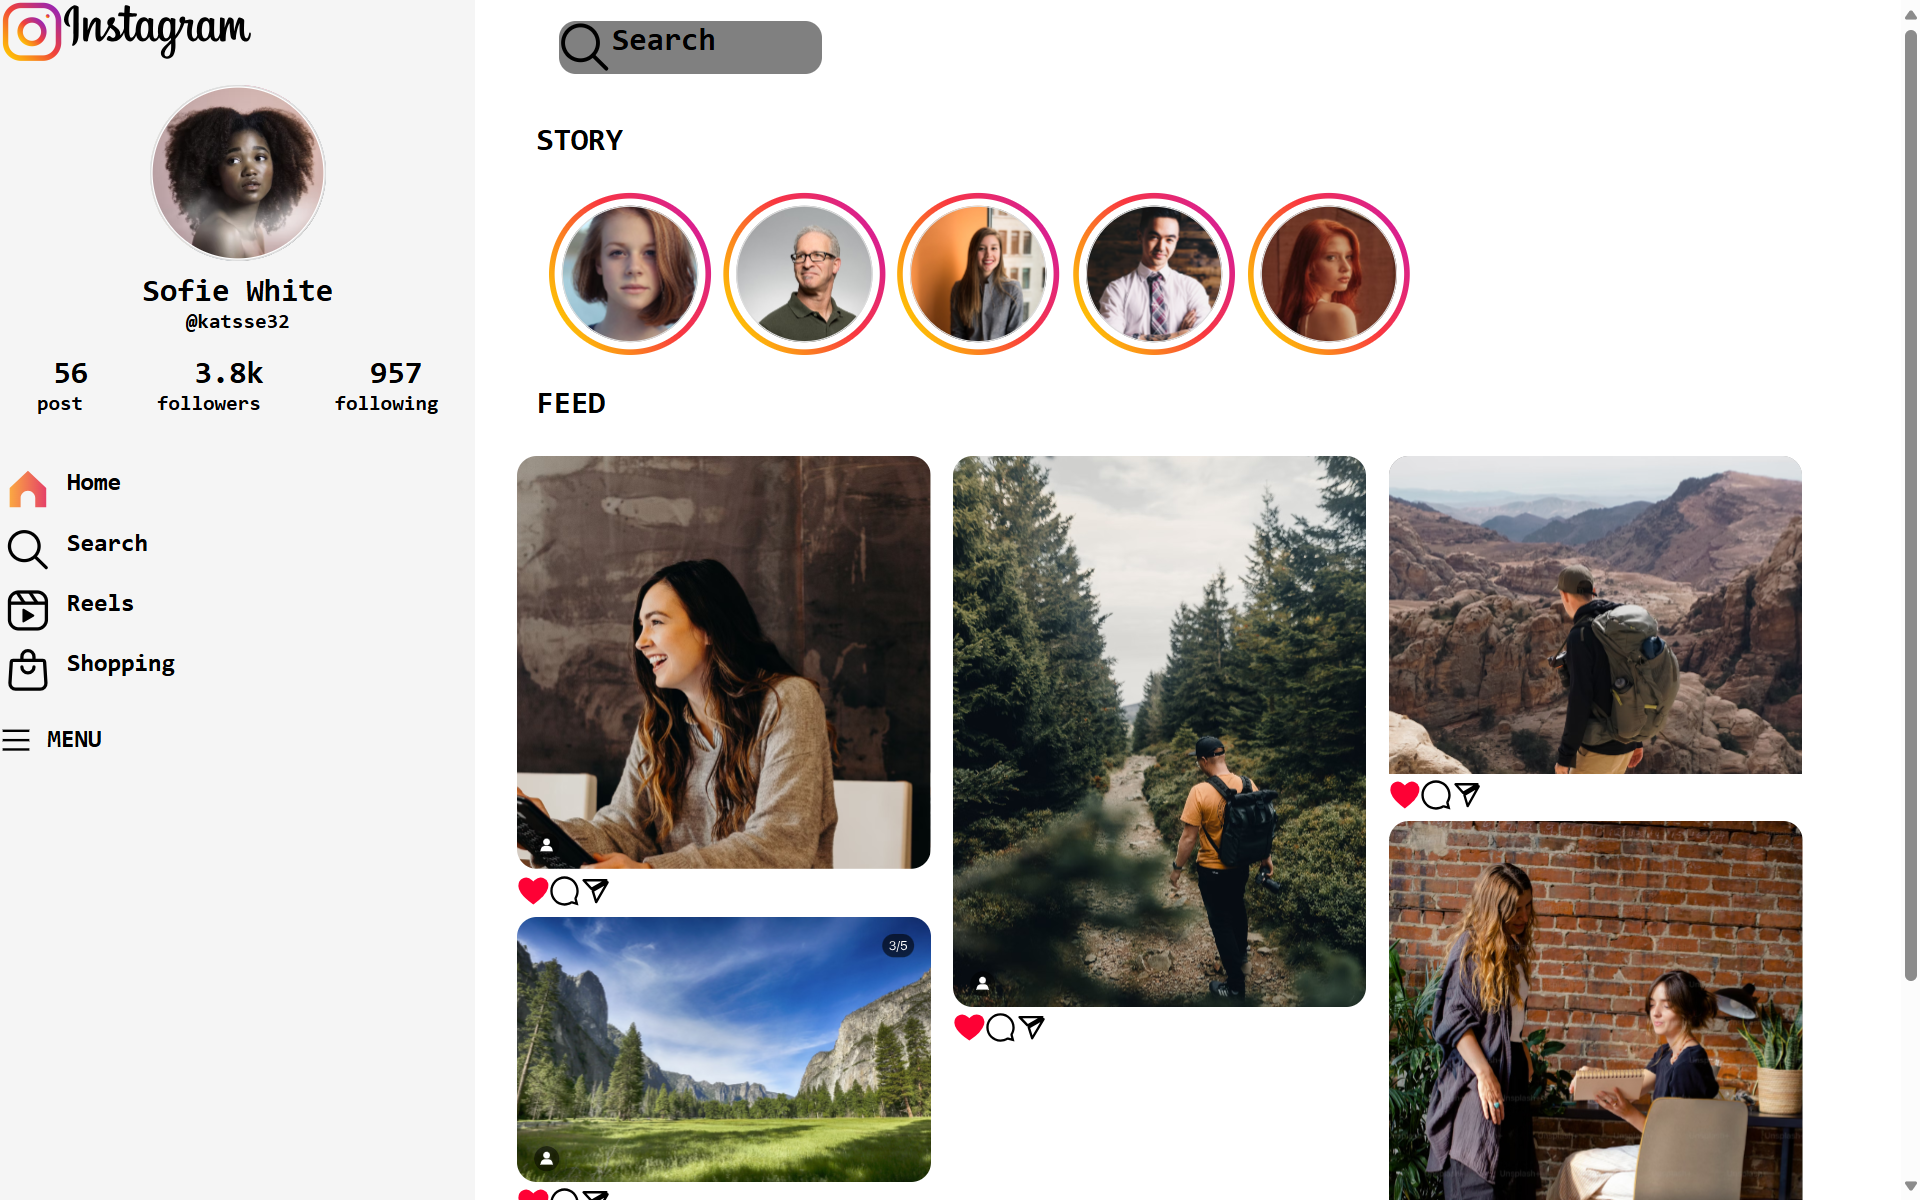 Instagram
Sofie White
@katsse32
56
post
3.8k
followers
957
following
Home
Search
Reels
Shopping
MENU
Search
STORY
FEED
3/5